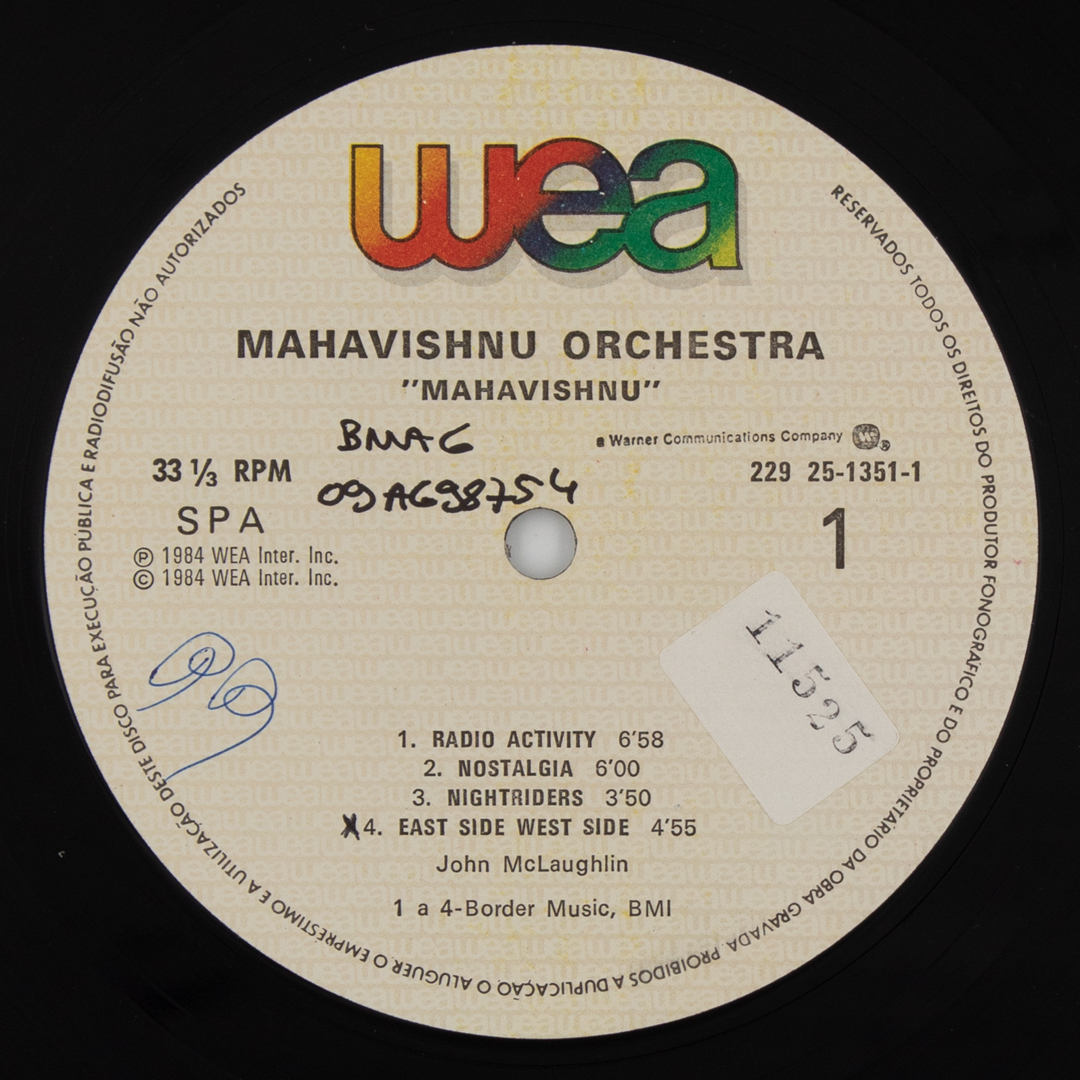 wea
MAHAVISHNU ORCHESTRA
"MAHAVISHNU"
BMAG
a Warner Communications Company
33 1/3 RPM
229 25-1351-1
09A698754
SPA
1
℗ 1984 WEA Inter. Inc.
© 1984 WEA Inter. Inc.
11525
1. RADIO ACTIVITY 6'58
2. NOSTALGIA 6'00
3. NIGHTRIDERS 3'50
X4. EAST SIDE WEST SIDE 4'55
John McLaughlin
1 a 4-Border Music, BMI
RESERVADOS TODOS OS DIREITOS DO PRODUTOR FONOGRÁFICO E DO PROPRIETÁRIO DA OBRA GRAVADA. PROIBIDOS A DUPLICAÇÃO O ALUGUER O EMPRÉSTIMO E A UTILIZAÇÃO DESTE DISCO PARA EXECUÇÃO PÚBLICA E RADIODIFUSÃO NÃO AUTORIZADOS